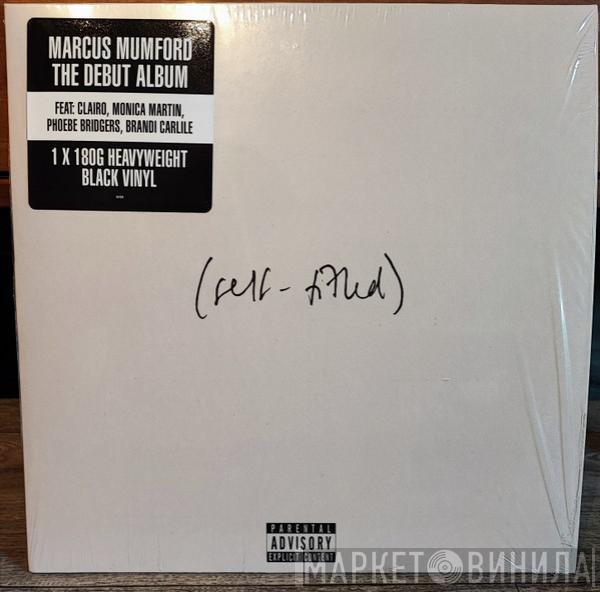 MARCUS MUMFORD
THE DEBUT ALBUM
FEAT: CLAIRO, MONICA MARTIN,
PHOEBE BRIDGERS, BRANDI CARLILE
1 X 180G HEAVYWEIGHT
BLACK VINYL
(self-titled)
PARENTAL
ADVISORY
EXPLICIT CONTENT
МАРКЕТ ВИНИЛА